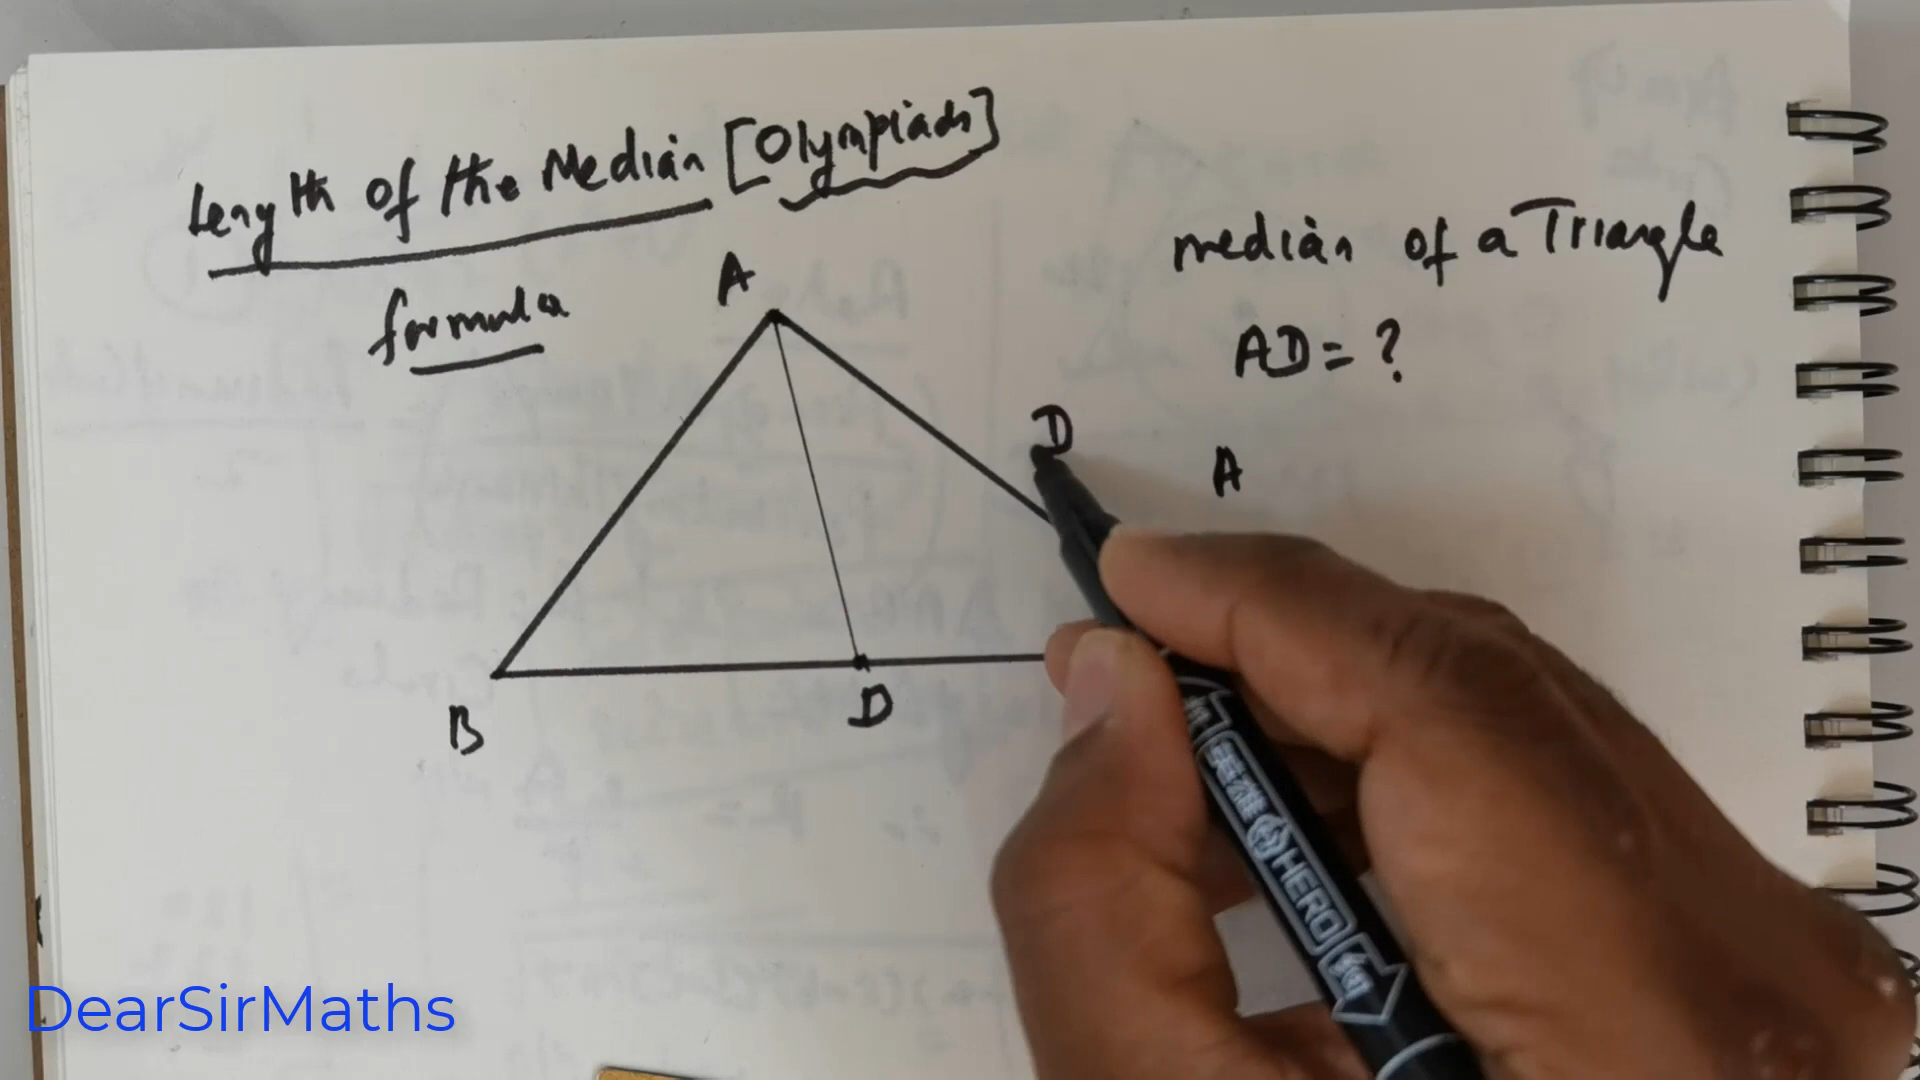 Length of the Median [Olympiads]
formula
median of a Triangle
AD = ?
A
D
A
B
D
HERO
DearSirMaths